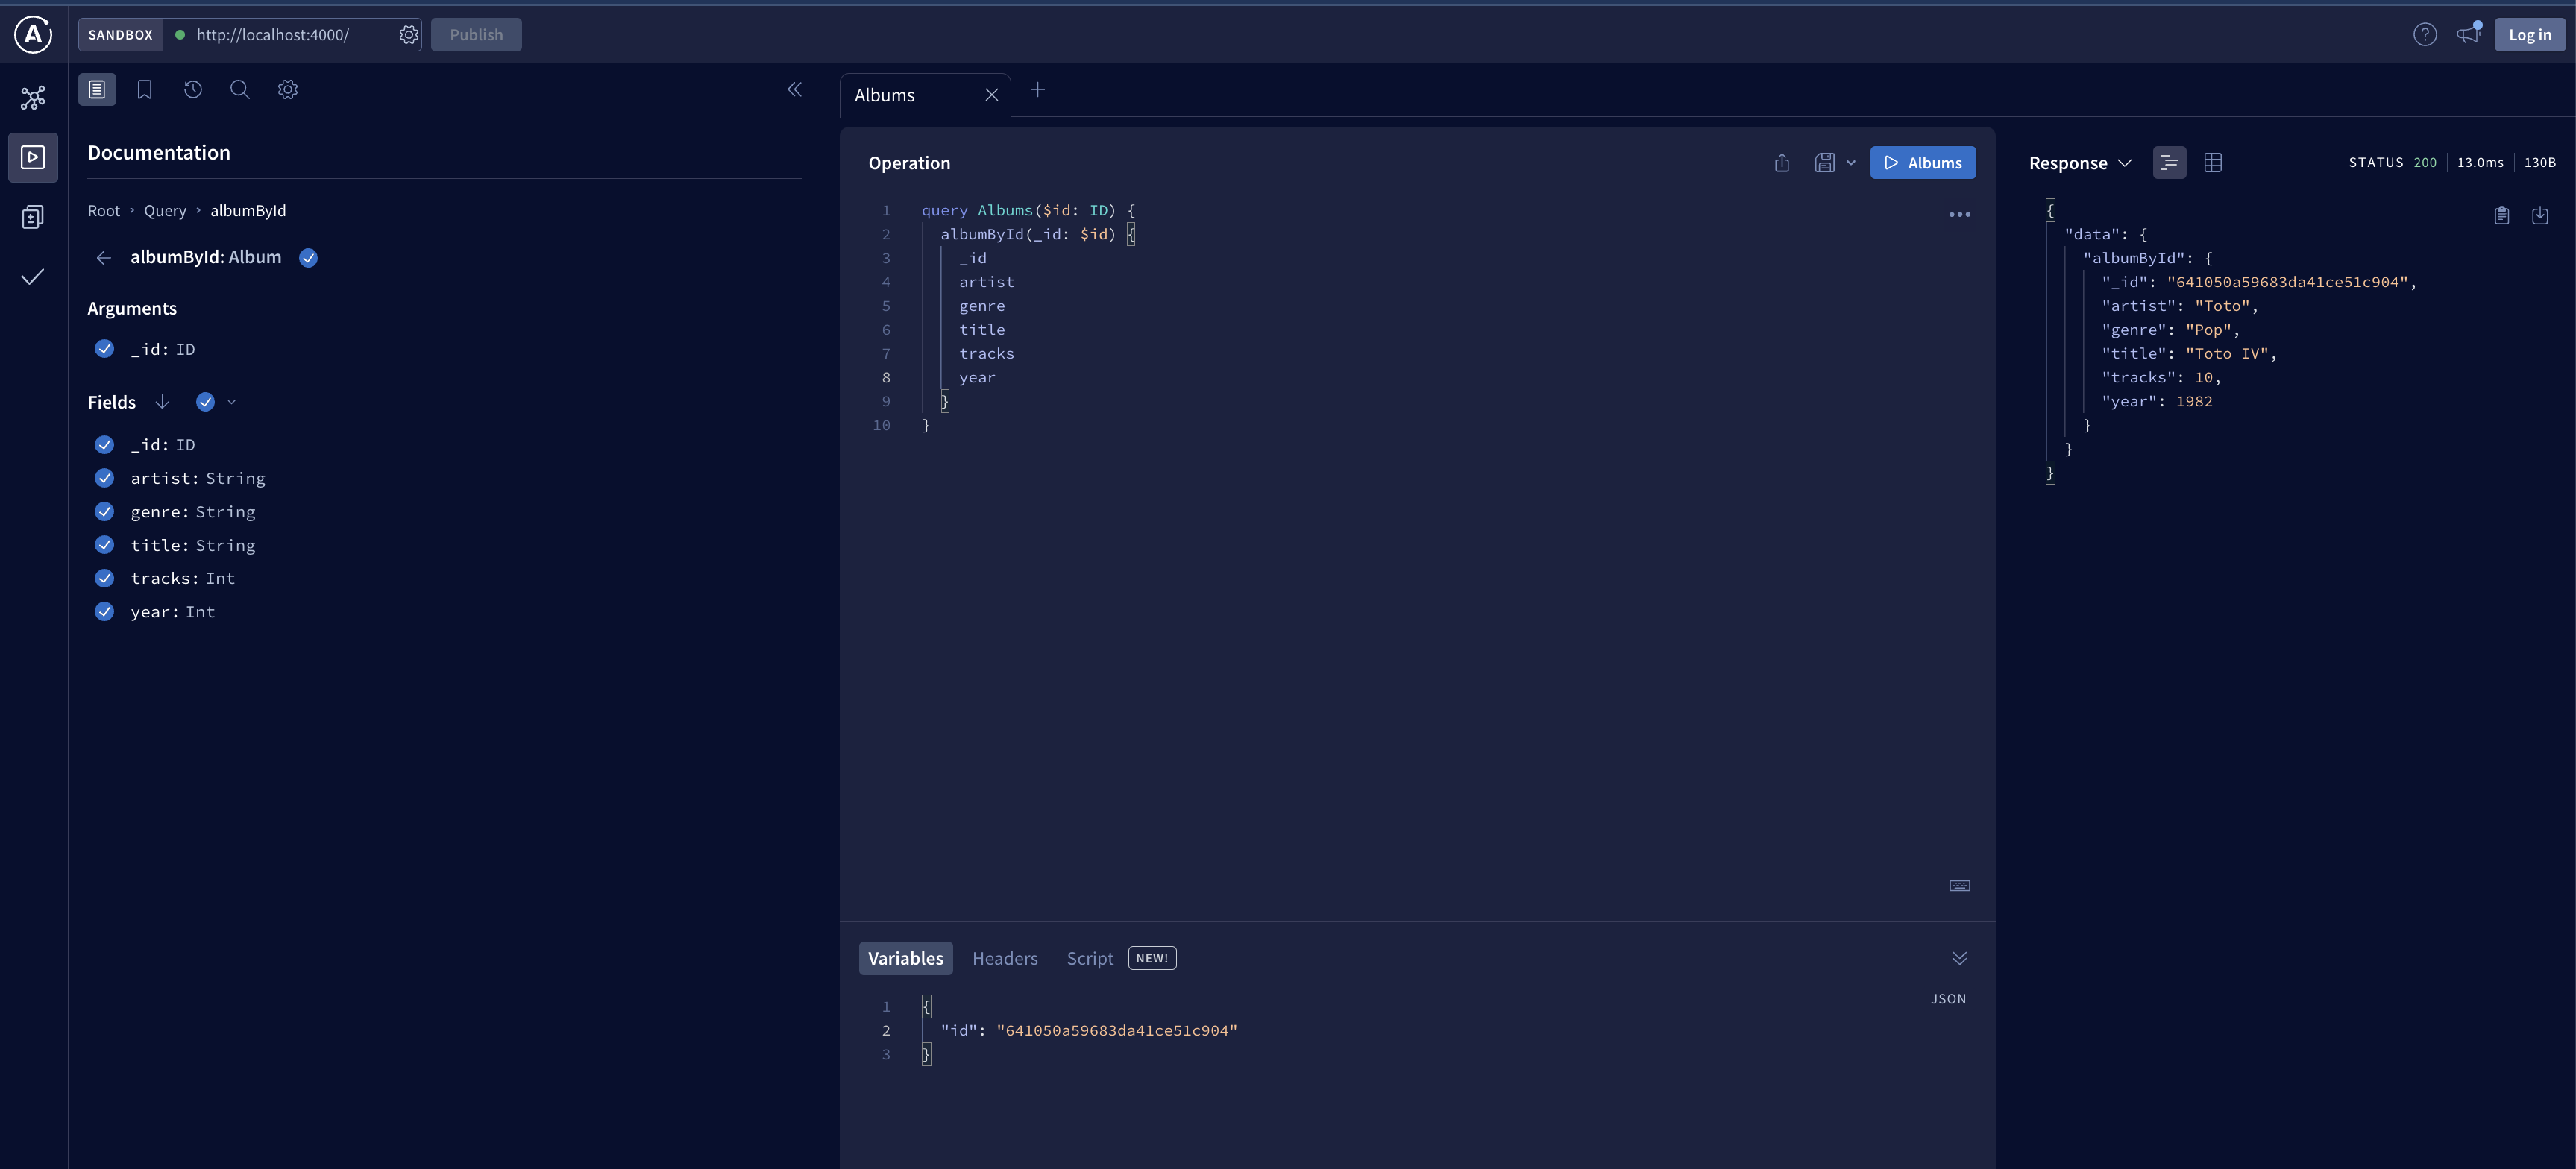 SANDBOX http://localhost:4000/ Publish
Log in
Documentation
Root › Query › albumById
albumById: Album
Arguments
_id: ID
Fields
_id: ID
artist: String
genre: String
title: String
tracks: Int
year: Int
Albums
Operation
Albums
1 query Albums($id: ID) {
2 albumById(_id: $id) {
3 _id
4 artist
5 genre
6 title
7 tracks
8 year
9 }
10 }
Variables Headers Script NEW!
JSON
1 {
2 "id": "641050a59683da41ce51c904"
3 }
Response
STATUS 200 13.0ms 130B
{
"data": {
"albumById": {
"_id": "641050a59683da41ce51c904",
"artist": "Toto",
"genre": "Pop",
"title": "Toto IV",
"tracks": 10,
"year": 1982
}
}
}